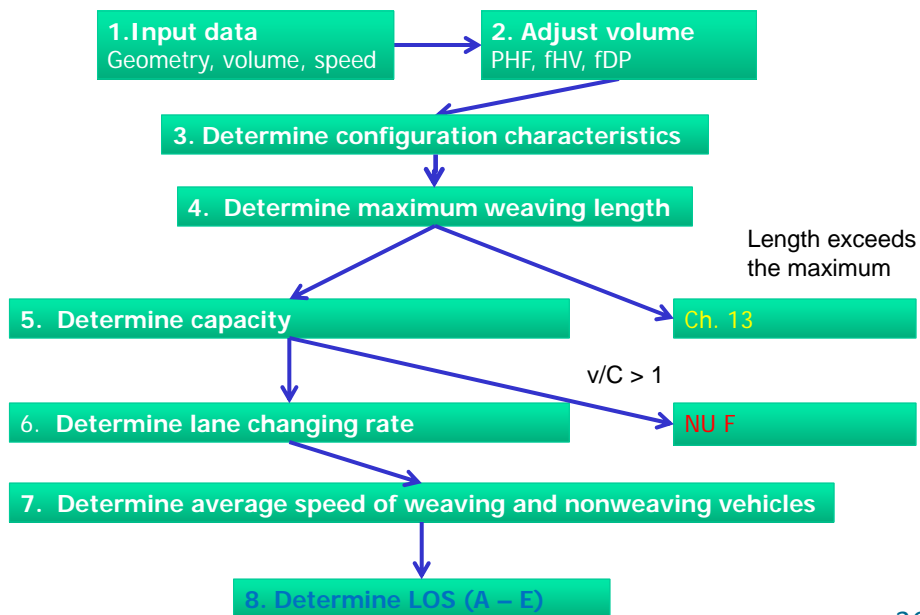 1.Input data
Geometry, volume, speed
2. Adjust volume
PHF, fHV, fDP
3. Determine configuration characteristics
4. Determine maximum weaving length
Length exceeds
the maximum
5. Determine capacity
Ch. 13
v/C > 1
6. Determine lane changing rate
NU F
7. Determine average speed of weaving and nonweaving vehicles
8. Determine LOS (A – E)